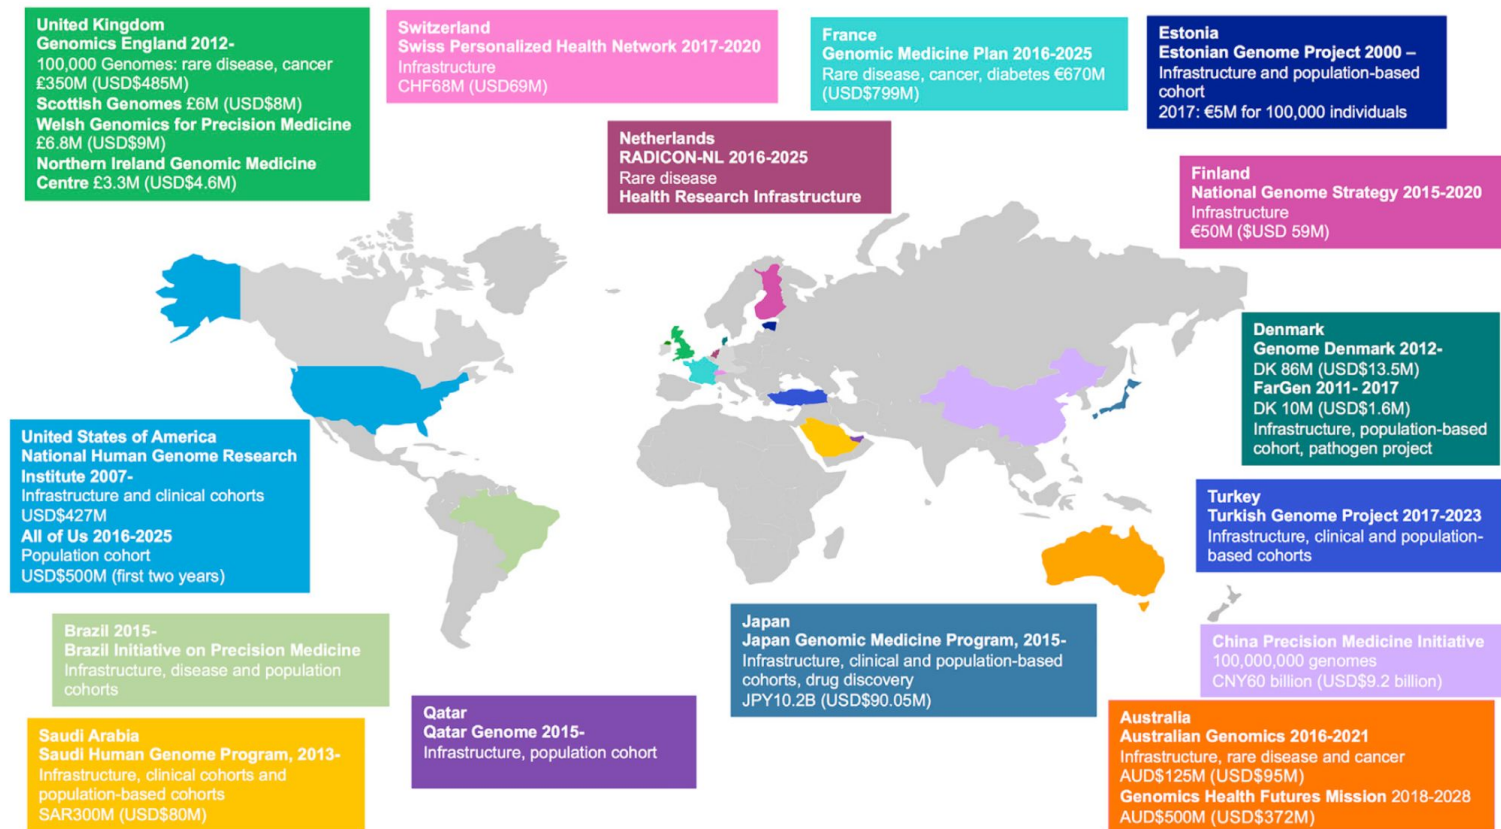 United Kingdom
Genomics England 2012-
100,000 Genomes: rare disease, cancer
£350M (USD$485M)
Scottish Genomes £6M (USD$8M)
Welsh Genomics for Precision Medicine
£6.8M (USD$9M)
Northern Ireland Genomic Medicine
Centre £3.3M (USD$4.6M)
Switzerland
Swiss Personalized Health Network 2017-2020
Infrastructure
CHF68M (USD69M)
France
Genomic Medicine Plan 2016-2025
Rare disease, cancer, diabetes €670M
(USD$799M)
Estonia
Estonian Genome Project 2000 –
Infrastructure and population-based
cohort
2017: €5M for 100,000 individuals
Netherlands
RADICON-NL 2016-2025
Rare disease
Health Research Infrastructure
Finland
National Genome Strategy 2015-2020
Infrastructure
€50M ($USD 59M)
Denmark
Genome Denmark 2012-
DK 86M (USD$13.5M)
FarGen 2011- 2017
DK 10M (USD$1.6M)
Infrastructure, population-based
cohort, pathogen project
United States of America
National Human Genome Research
Institute 2007-
Infrastructure and clinical cohorts
USD$427M
All of Us 2016-2025
Population cohort
USD$500M (first two years)
Turkey
Turkish Genome Project 2017-2023
Infrastructure, clinical and population-
based cohorts
Brazil 2015-
Brazil Initiative on Precision Medicine
Infrastructure, disease and population
cohorts
Japan
Japan Genomic Medicine Program, 2015-
Infrastructure, clinical and population-based
cohorts, drug discovery
JPY10.2B (USD$90.05M)
China Precision Medicine Initiative
100,000,000 genomes
CNY60 billion (USD$9.2 billion)
Saudi Arabia
Saudi Human Genome Program, 2013-
Infrastructure, clinical cohorts and
population-based cohorts
SAR300M (USD$80M)
Qatar
Qatar Genome 2015-
Infrastructure, population cohort
Australia
Australian Genomics 2016-2021
Infrastructure, rare disease and cancer
AUD$125M (USD$95M)
Genomics Health Futures Mission 2018-2028
AUD$500M (USD$372M)